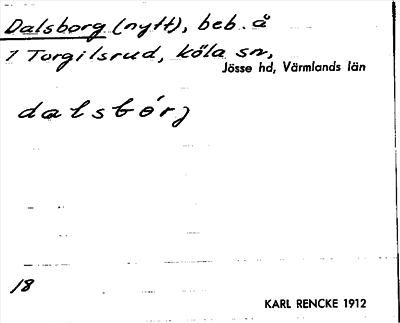 Dalsborg (nytt), beb. å
1 Torgilsrud, köla sn,
Jösse hd, Värmlands län
dalsbórj
18
KARL RENCKE 1912